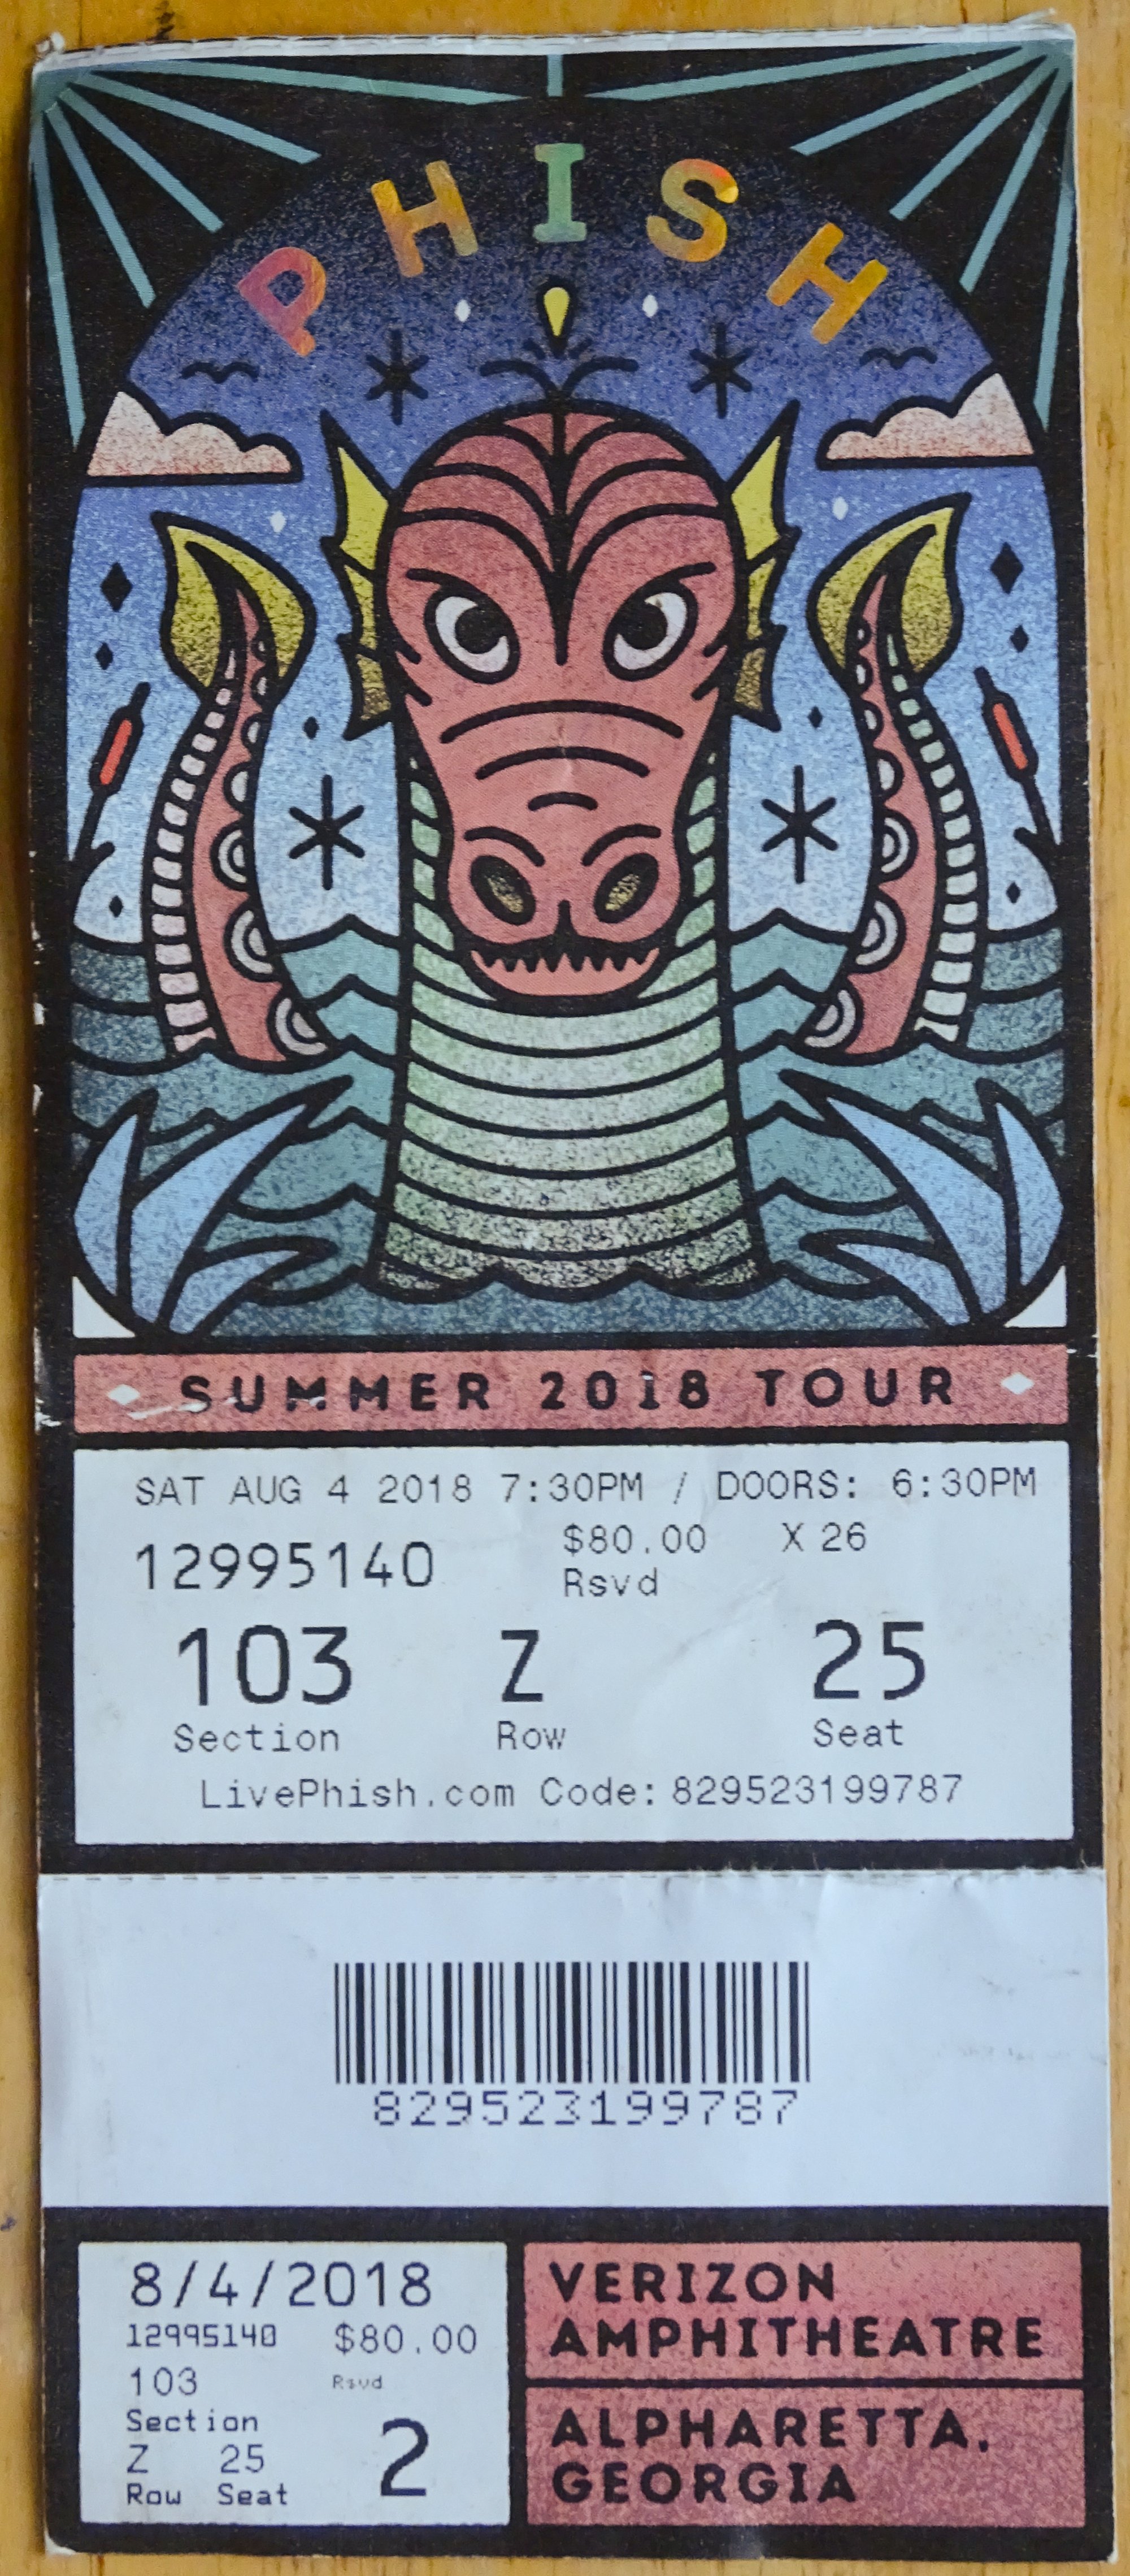 PHISH
SUMMER 2018 TOUR
SAT AUG 4 2018 7:30PM / DOORS: 6:30PM
12995140 $80.00 X 26
Rsvd
103 Z 25
Section Row Seat
LivePhish.com Code: 829523199787
829523199787
8/4/2018
12995140 $80.00
103 Rsvd
Section
Z 25
Row Seat
2
VERIZON
AMPHITHEATRE
ALPHARETTA,
GEORGIA